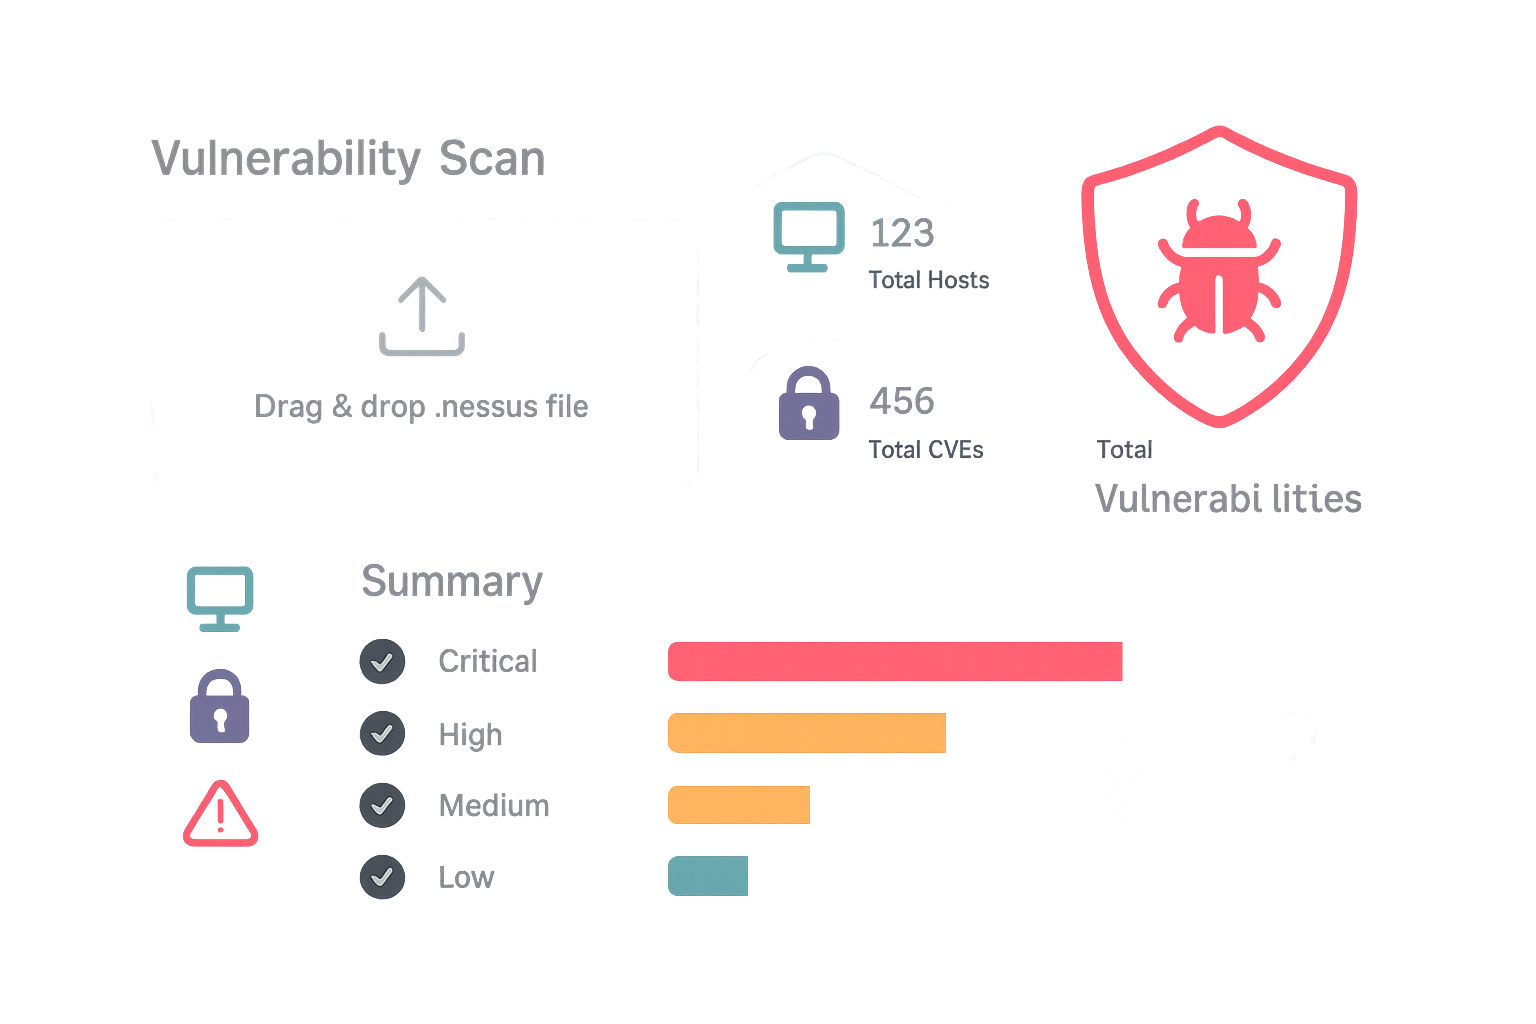 Vulnerability Scan
Drag & drop .nessus file
123
Total Hosts
456
Total CVEs
Total
Vulnerabi lities
Summary
Critical
High
Medium
Low